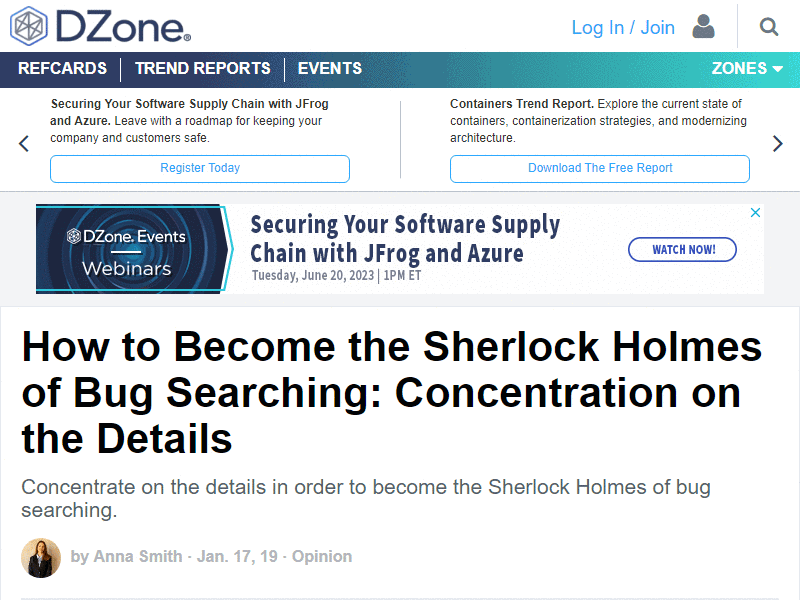 DZone.
Log In / Join
REFCARDS
TREND REPORTS
EVENTS
ZONES
Securing Your Software Supply Chain with JFrog
and Azure. Leave with a roadmap for keeping your
company and customers safe.
Register Today
Containers Trend Report. Explore the current state of
containers, containerization strategies, and modernizing
architecture.
Download The Free Report
DZone. Events
Webinars
Securing Your Software Supply
Chain with JFrog and Azure
Tuesday, June 20, 2023 | 1PM ET
WATCH NOW!
How to Become the Sherlock Holmes
of Bug Searching: Concentration on
the Details
Concentrate on the details in order to become the Sherlock Holmes of bug
searching.
by Anna Smith · Jan. 17, 19 · Opinion